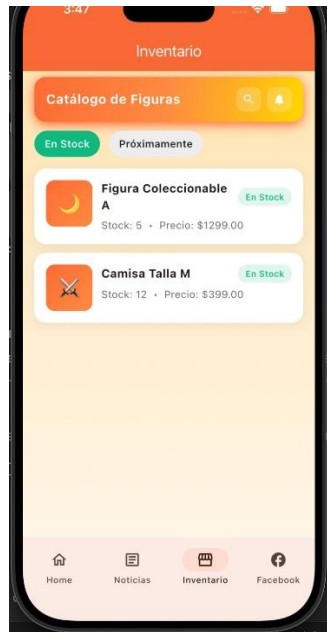 3:47
Inventario
Catálogo de Figuras
En Stock
Próximamente
Figura Coleccionable
A
En Stock
Stock: 5 • Precio: $1299.00
Camisa Talla M
En Stock
Stock: 12 • Precio: $399.00
Home
Noticias
Inventario
Facebook